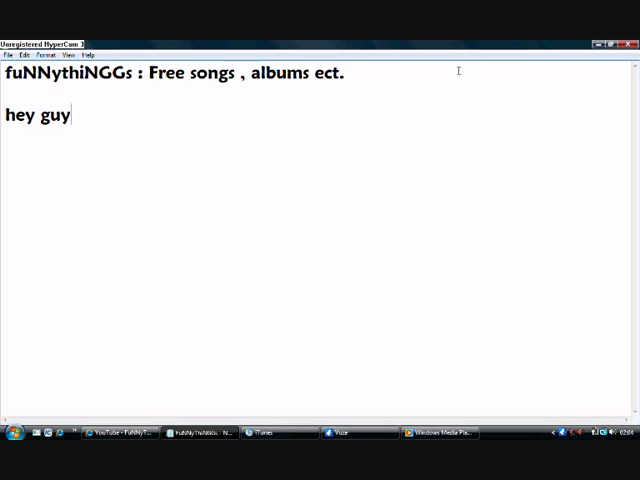 Unregistered HyperCam 3
File Edit Format View Help
fuNNythiNGGs : Free songs , albums ect.
hey guy
YouTube - FuNNyT... FuNNyThiNGGs - N... iTunes Vuze Windows Media Pla...